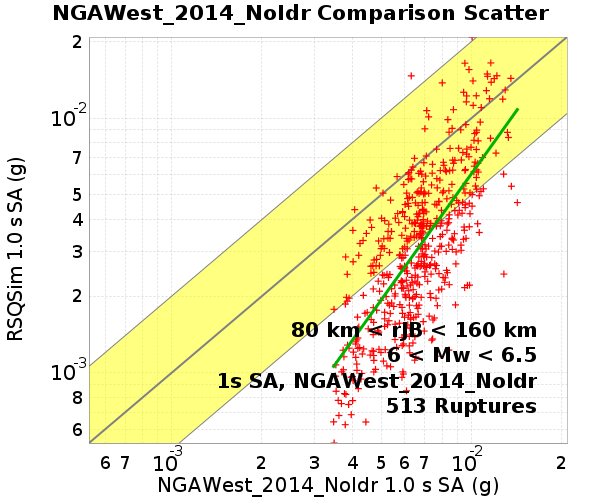 NGAWest_2014_NoIdr Comparison Scatter
2
10-2
7
5
4
3
2
10-3
8
6
RSQSim 1.0 s SA (g)
80 km < rJB < 160 km
6 < Mw < 6.5
1s SA, NGAWest_2014_NoIdr
513 Ruptures
6 7 10-3 2 3 4 5 6 7 10-2 2
NGAWest_2014_NoIdr 1.0 s SA (g)